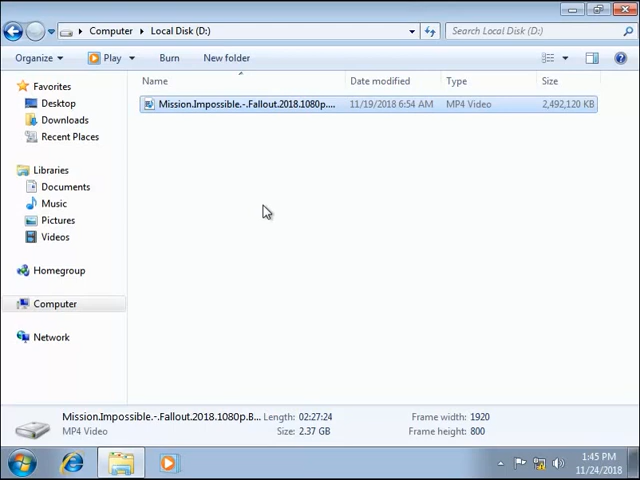 Computer Local Disk (D:)
Search Local Disk (D:)
Organize Play Burn New folder
Name Date modified Type Size
Mission.Impossible.-.Fallout.2018.1080p.... 11/19/2018 6:54 AM MP4 Video 2,492,120 KB
Favorites
Desktop
Downloads
Recent Places
Libraries
Documents
Music
Pictures
Videos
Homegroup
Computer
Network
Mission.Impossible.-.Fallout.2018.1080p.B... Length: 02:27:24 Frame width: 1920
MP4 Video Size: 2.37 GB Frame height: 800
1:45 PM
11/24/2018